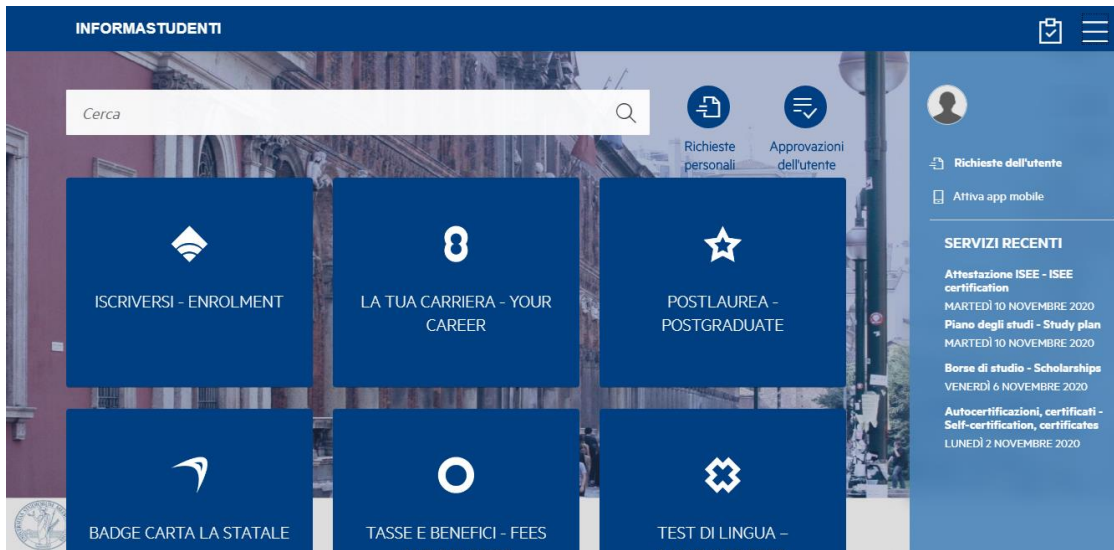 INFORMASTUDENTI
Cerca
Richieste
personali
Approvazioni
dell'utente
ISCRIVERSI - ENROLMENT
LA TUA CARRIERA - YOUR
CAREER
POSTLAUREA -
POSTGRADUATE
BADGE CARTA LA STATALE
TASSE E BENEFICI - FEES
TEST DI LINGUA –
Richieste dell'utente
Attiva app mobile
SERVIZI RECENTI
Attestazione ISEE - ISEE
certification
MARTEDÌ 10 NOVEMBRE 2020
Piano degli studi - Study plan
MARTEDÌ 10 NOVEMBRE 2020
Borse di studio - Scholarships
VENERDÌ 6 NOVEMBRE 2020
Autocertificazioni, certificati -
Self-certification, certificates
LUNEDÌ 2 NOVEMBRE 2020